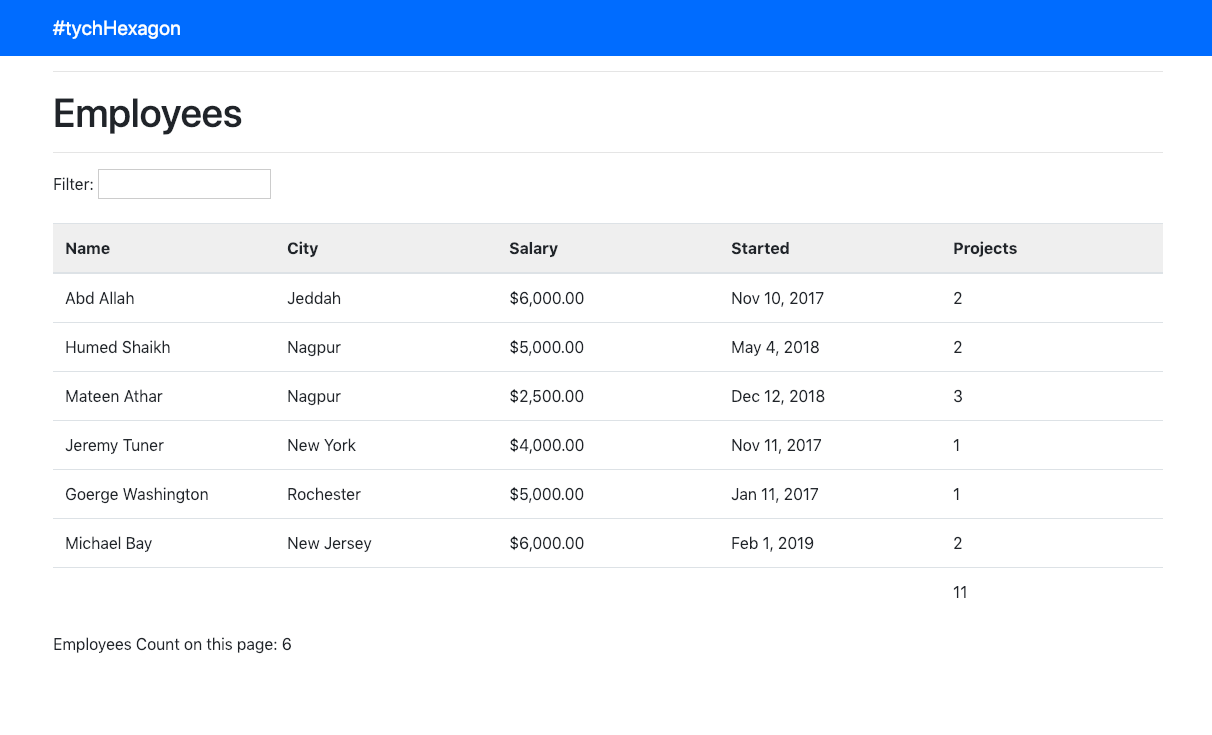 #tychHexagon
Employees
Filter:
Name City Salary Started Projects
Abd Allah Jeddah $6,000.00 Nov 10, 2017 2
Humed Shaikh Nagpur $5,000.00 May 4, 2018 2
Mateen Athar Nagpur $2,500.00 Dec 12, 2018 3
Jeremy Tuner New York $4,000.00 Nov 11, 2017 1
Goerge Washington Rochester $5,000.00 Jan 11, 2017 1
Michael Bay New Jersey $6,000.00 Feb 1, 2019 2
11
Employees Count on this page: 6